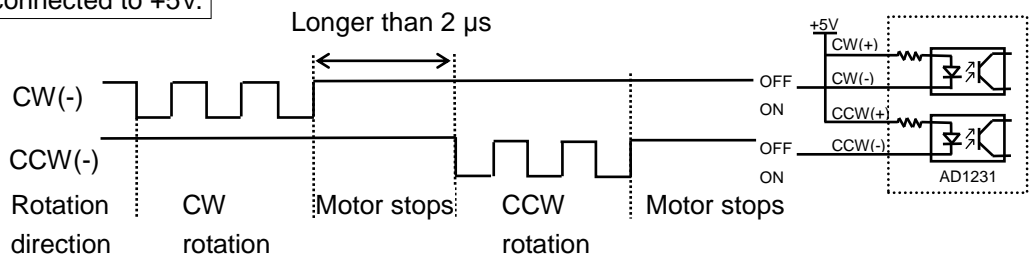 connected to +5V.
Longer than 2 µs
+5V
CW(+)
CW(-)
OFF
CW(-)
ON
CCW(+)
CCW(-)
OFF
CCW(-)
ON
AD1231
Rotation direction
CW rotation
Motor stops
CCW rotation
Motor stops